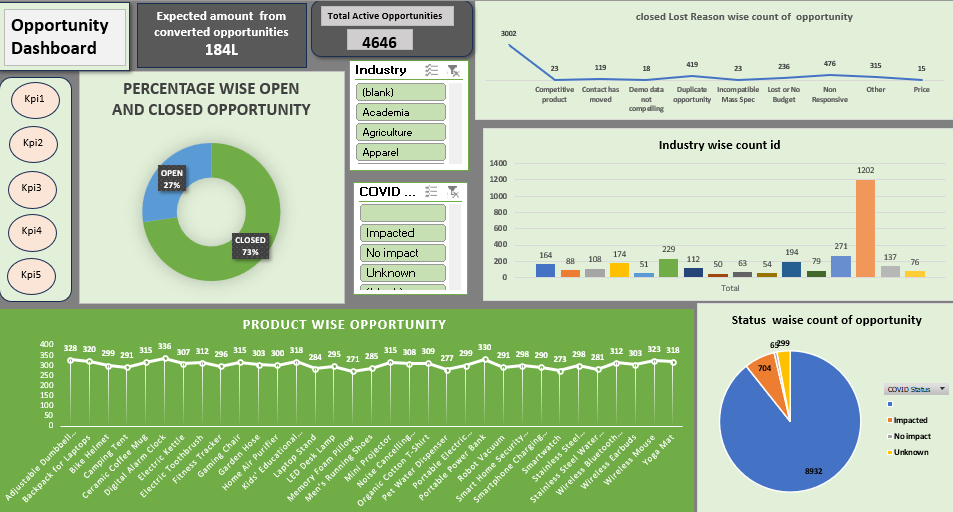 Opportunity
Dashboard
Expected amount from
converted opportunities
184L
Total Active Opportunities
4646
closed Lost Reason wise count of opportunity
3002
23
119
18
419
23
236
476
315
15
Competitive
product
Contact has
moved
Demo data
not
compelling
Duplicate
opportunity
Incompatible
Mass Spec
Lost or No
Budget
Non
Responsive
Other
Price
Kpi1
Kpi2
Kpi3
Kpi4
Kpi5
PERCENTAGE WISE OPEN
AND CLOSED OPPORTUNITY
OPEN
27%
CLOSED
73%
Industry
(blank)
Academia
Agriculture
Apparel
COVID ...
Impacted
No impact
Unknown
Industry wise count id
1400
1200
1000
800
600
400
200
0
164
88
108
174
51
229
112
50
63
54
194
79
271
1202
137
76
Total
PRODUCT WISE OPPORTUNITY
400
350
300
250
200
150
100
50
0
328 320 299 291 315 336 307 312 296 315 303 300 318 284 295 271 285 315 308 309 277 299 330 291 298 290 273 298 281 312 303 323 318
Adjustable Dumbbell...
Backpack for Laptops
Bike Helmet
Camping Tent
Ceramic Coffee Mug
Digital Alarm Clock
Electric Kettle
Electric Toothbrush
Fitness Tracker
Gaming Chair
Garden Hose
Home Air Purifier
Kids' Educational...
Laptop Stand
LED Desk Lamp
Memory Foam Pillow
Men's Running Shoes
Mini Projector
Noise Cancelling...
Organic Cotton T-Shirt
Pet Water Dispenser
Portable Electric...
Portable Power Bank
Robot Vacuum
Smart Home Security...
Smartphone Charging...
Smartwatch
Stainless Steel...
Stainless Steel Water...
Wireless Bluetooth...
Wireless Earbuds
Wireless Mouse
Yoga Mat
Status waise count of opportunity
299
704
8932
COVID Status
Impacted
No impact
Unknown